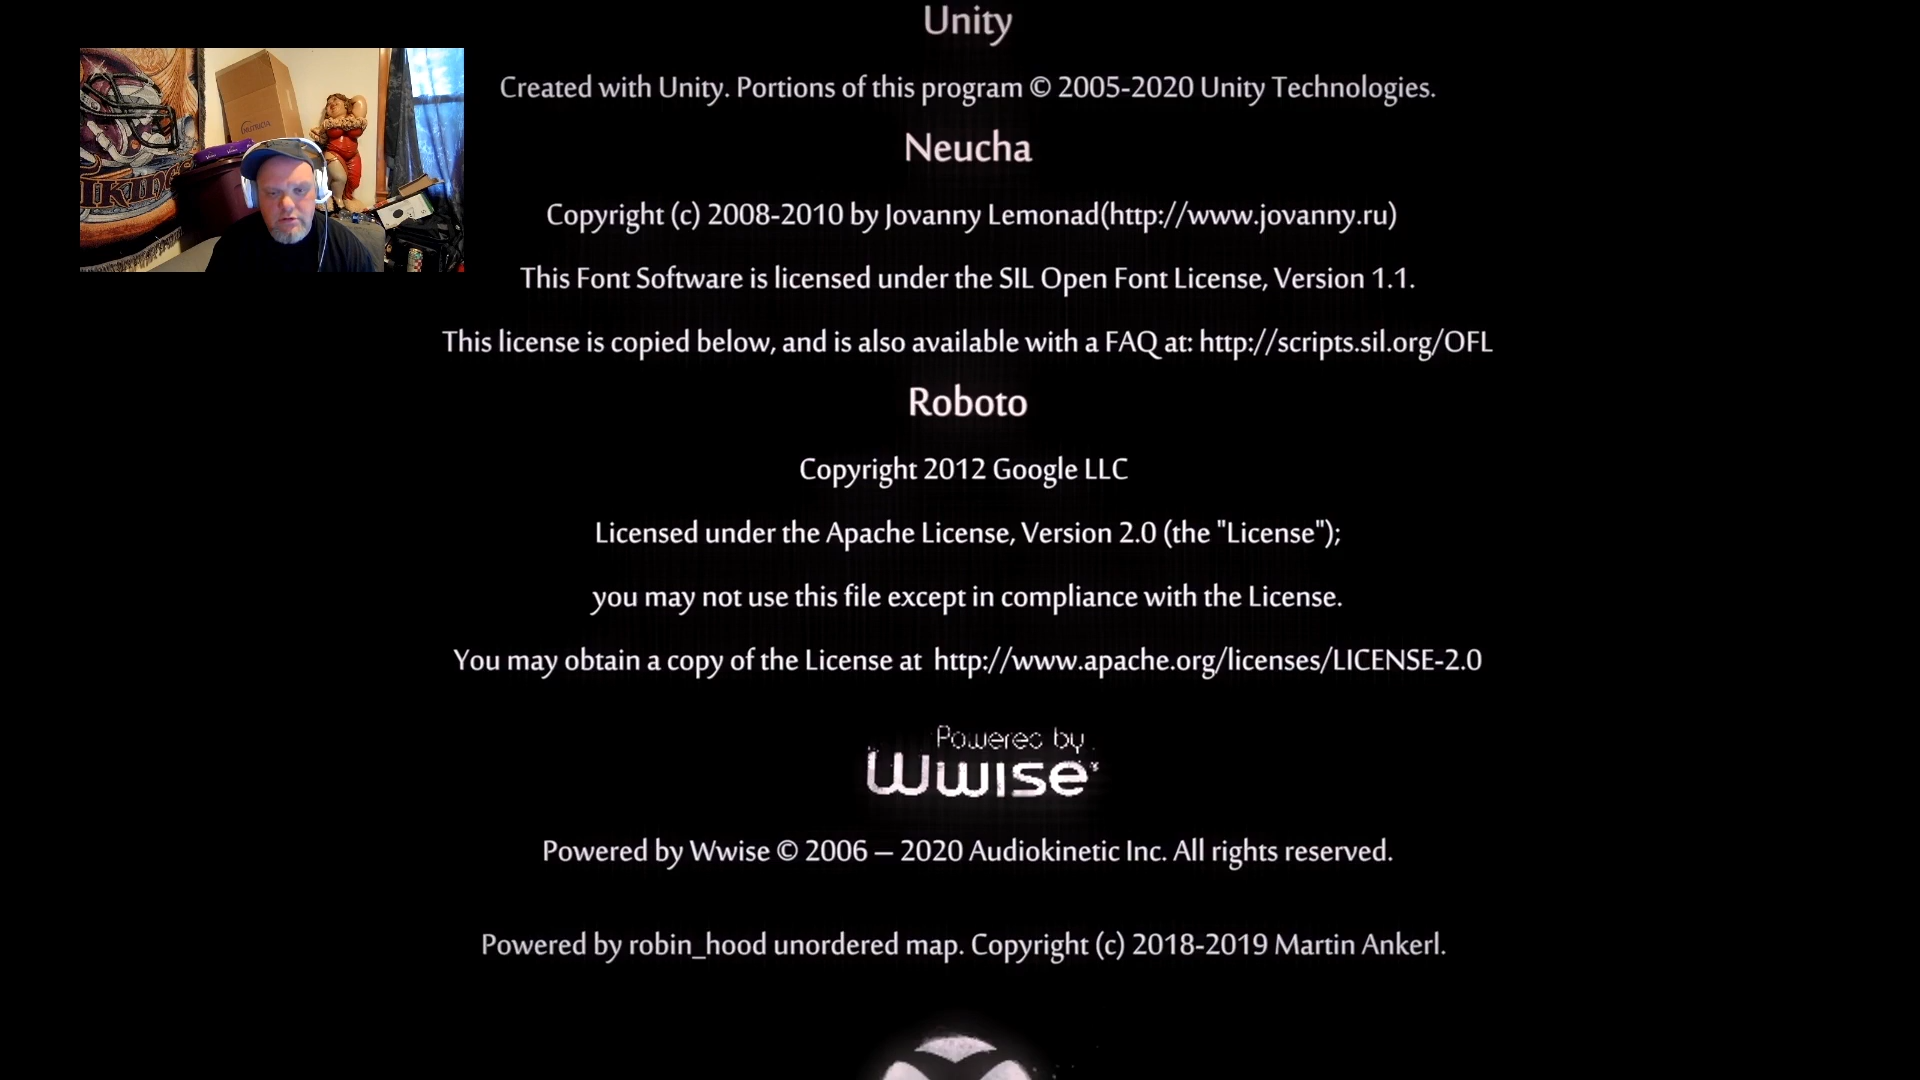 Unity
Created with Unity. Portions of this program © 2005-2020 Unity Technologies.
Neucha
Copyright (c) 2008-2010 by Jovanny Lemonad(http://www.jovanny.ru)
This Font Software is licensed under the SIL Open Font License, Version 1.1.
This license is copied below, and is also available with a FAQ at: http://scripts.sil.org/OFL
Roboto
Copyright 2012 Google LLC
Licensed under the Apache License, Version 2.0 (the "License");
you may not use this file except in compliance with the License.
You may obtain a copy of the License at http://www.apache.org/licenses/LICENSE-2.0
Powered by
Wwise
Powered by Wwise © 2006 – 2020 Audiokinetic Inc. All rights reserved.
Powered by robin_hood unordered map. Copyright (c) 2018-2019 Martin Ankerl.